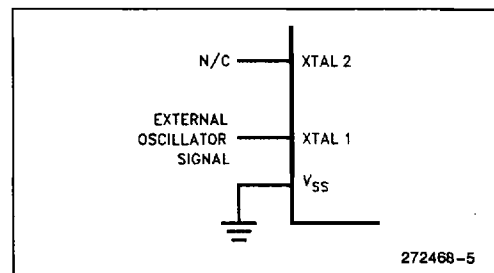 N/C XTAL 2
EXTERNAL
OSCILLATOR XTAL 1
SIGNAL
VSS
272468-5